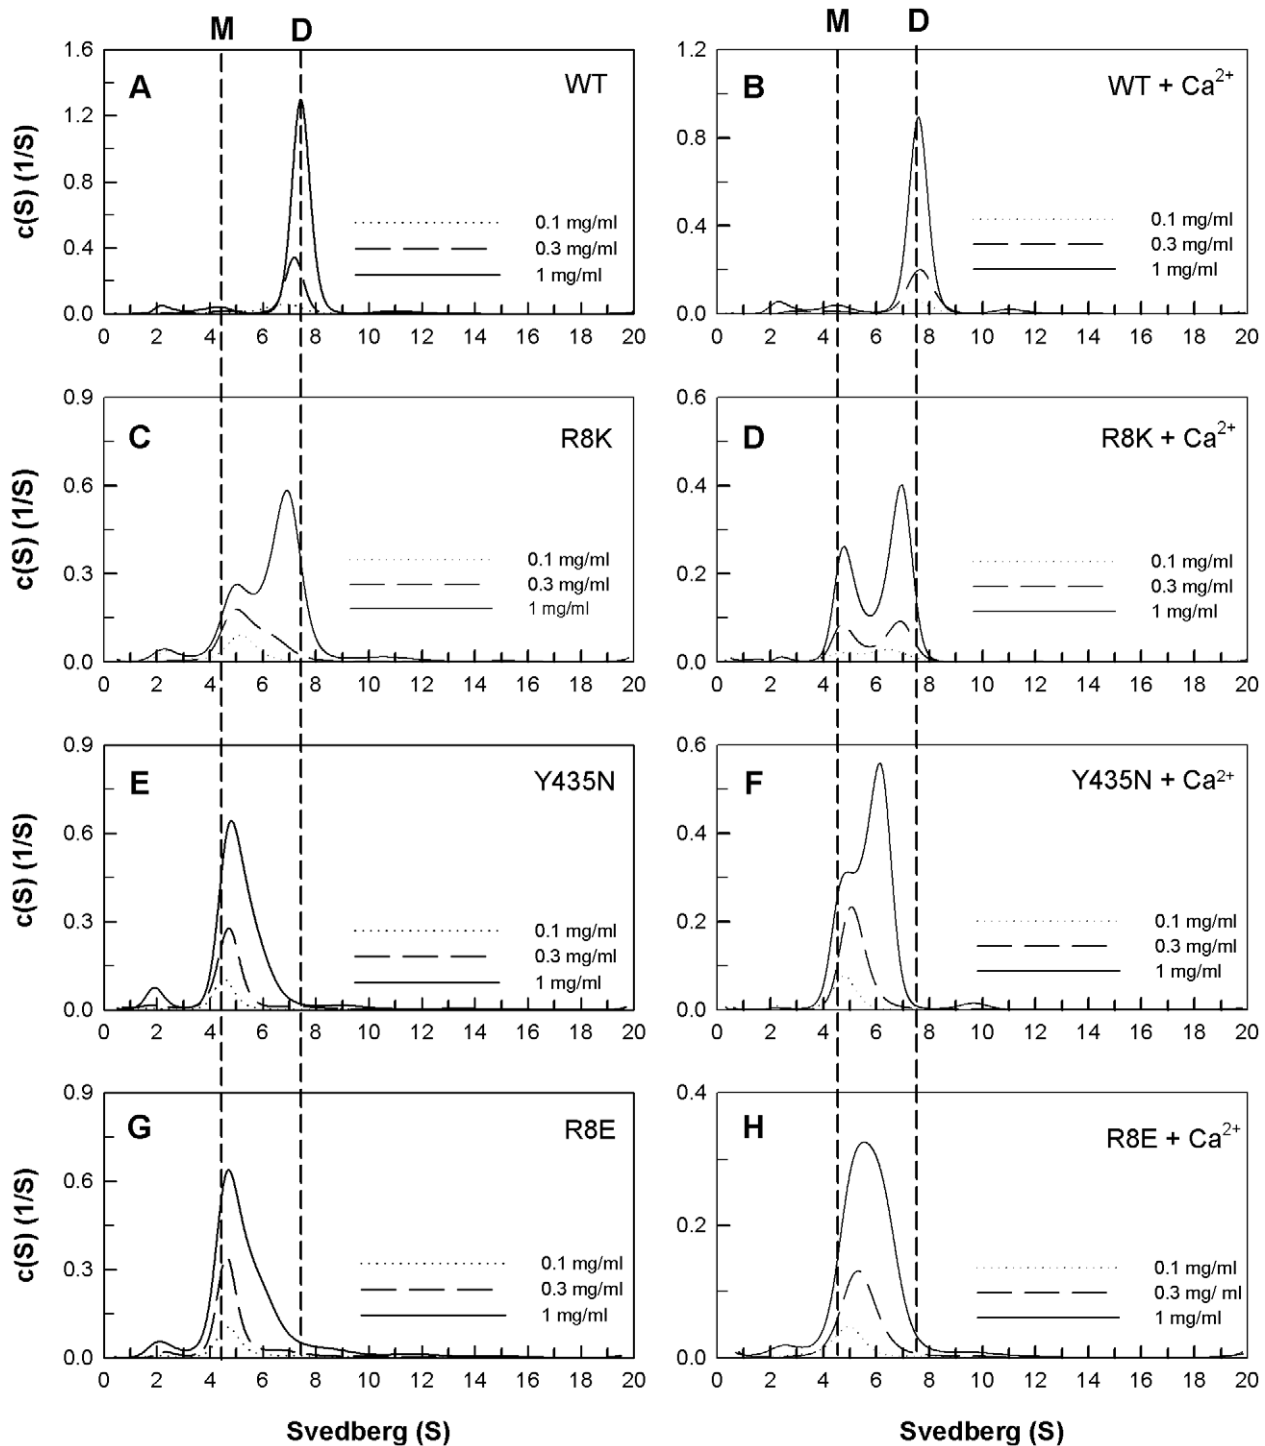 M D
M D
A WT
1.6
1.2
0.8
0.4
0.0
c(S) (1/S)
0.1 mg/ml
0.3 mg/ml
1 mg/ml
0 2 4 6 8 10 12 14 16 18 20
B WT + Ca2+
1.2
0.8
0.4
0.0
0.1 mg/ml
0.3 mg/ml
1 mg/ml
0 2 4 6 8 10 12 14 16 18 20
C R8K
0.9
0.6
0.3
0.0
c(S) (1/S)
0.1 mg/ml
0.3 mg/ml
1 mg/ml
0 2 4 6 8 10 12 14 16 18 20
D R8K + Ca2+
0.6
0.4
0.2
0.0
0.1 mg/ml
0.3 mg/ml
1 mg/ml
0 2 4 6 8 10 12 14 16 18 20
E Y435N
0.9
0.6
0.3
0.0
c(S) (1/S)
0.1 mg/ml
0.3 mg/ml
1 mg/ml
0 2 4 6 8 10 12 14 16 18 20
F Y435N + Ca2+
0.6
0.4
0.2
0.0
0.1 mg/ml
0.3 mg/ml
1 mg/ml
0 2 4 6 8 10 12 14 16 18 20
G R8E
0.9
0.6
0.3
0.0
c(S) (1/S)
0.1 mg/ml
0.3 mg/ml
1 mg/ml
0 2 4 6 8 10 12 14 16 18 20
Svedberg (S)
H R8E + Ca2+
0.4
0.2
0.0
0.1 mg/ml
0.3 mg/ ml
1 mg/ml
0 2 4 6 8 10 12 14 16 18 20
Svedberg (S)